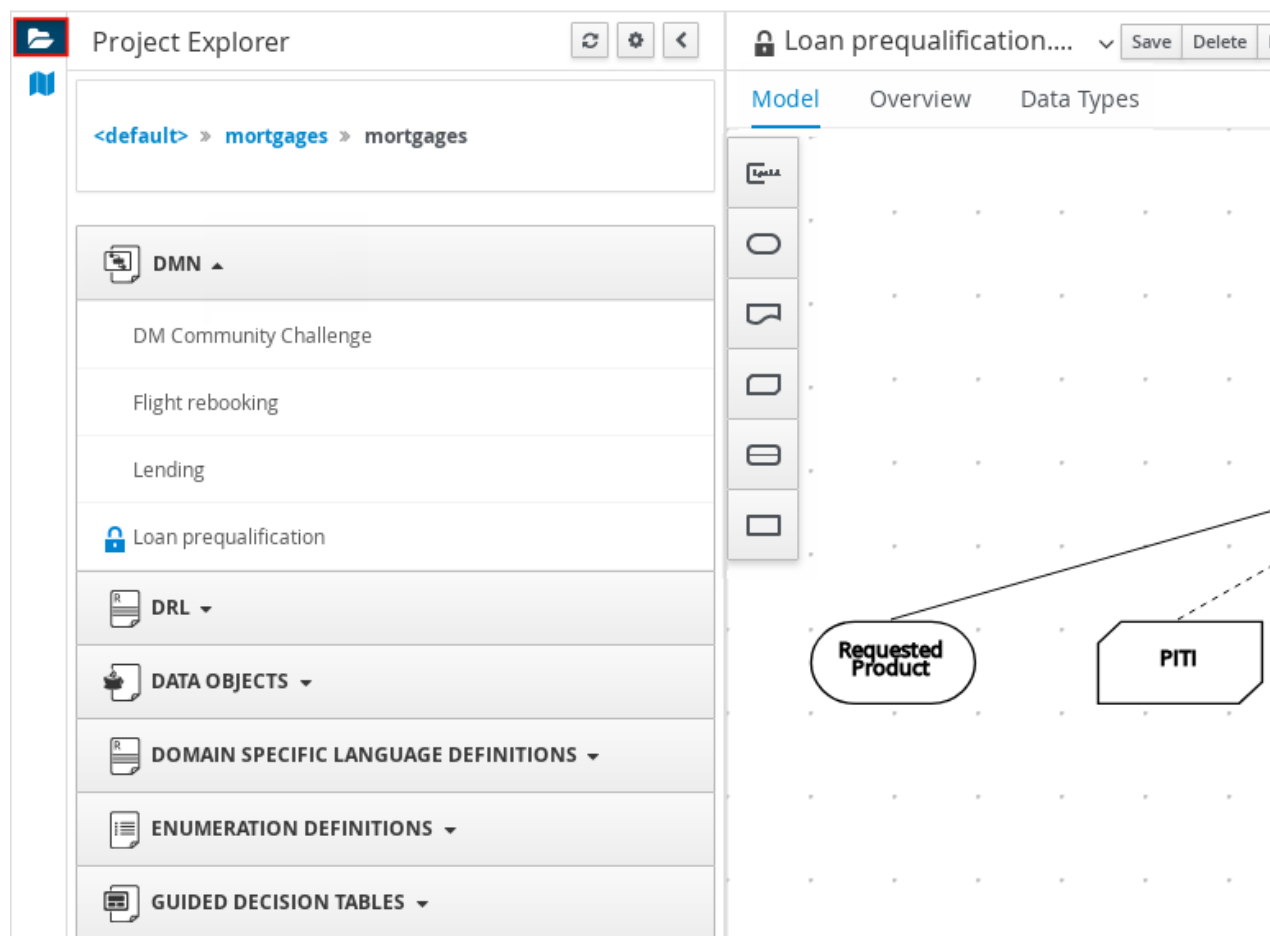 Project Explorer
<default> » mortgages » mortgages
DMN
DM Community Challenge
Flight rebooking
Lending
Loan prequalification
DRL
DATA OBJECTS
DOMAIN SPECIFIC LANGUAGE DEFINITIONS
ENUMERATION DEFINITIONS
GUIDED DECISION TABLES
Loan prequalification....
Save
Delete
Model
Overview
Data Types
Requested
Product
PITI